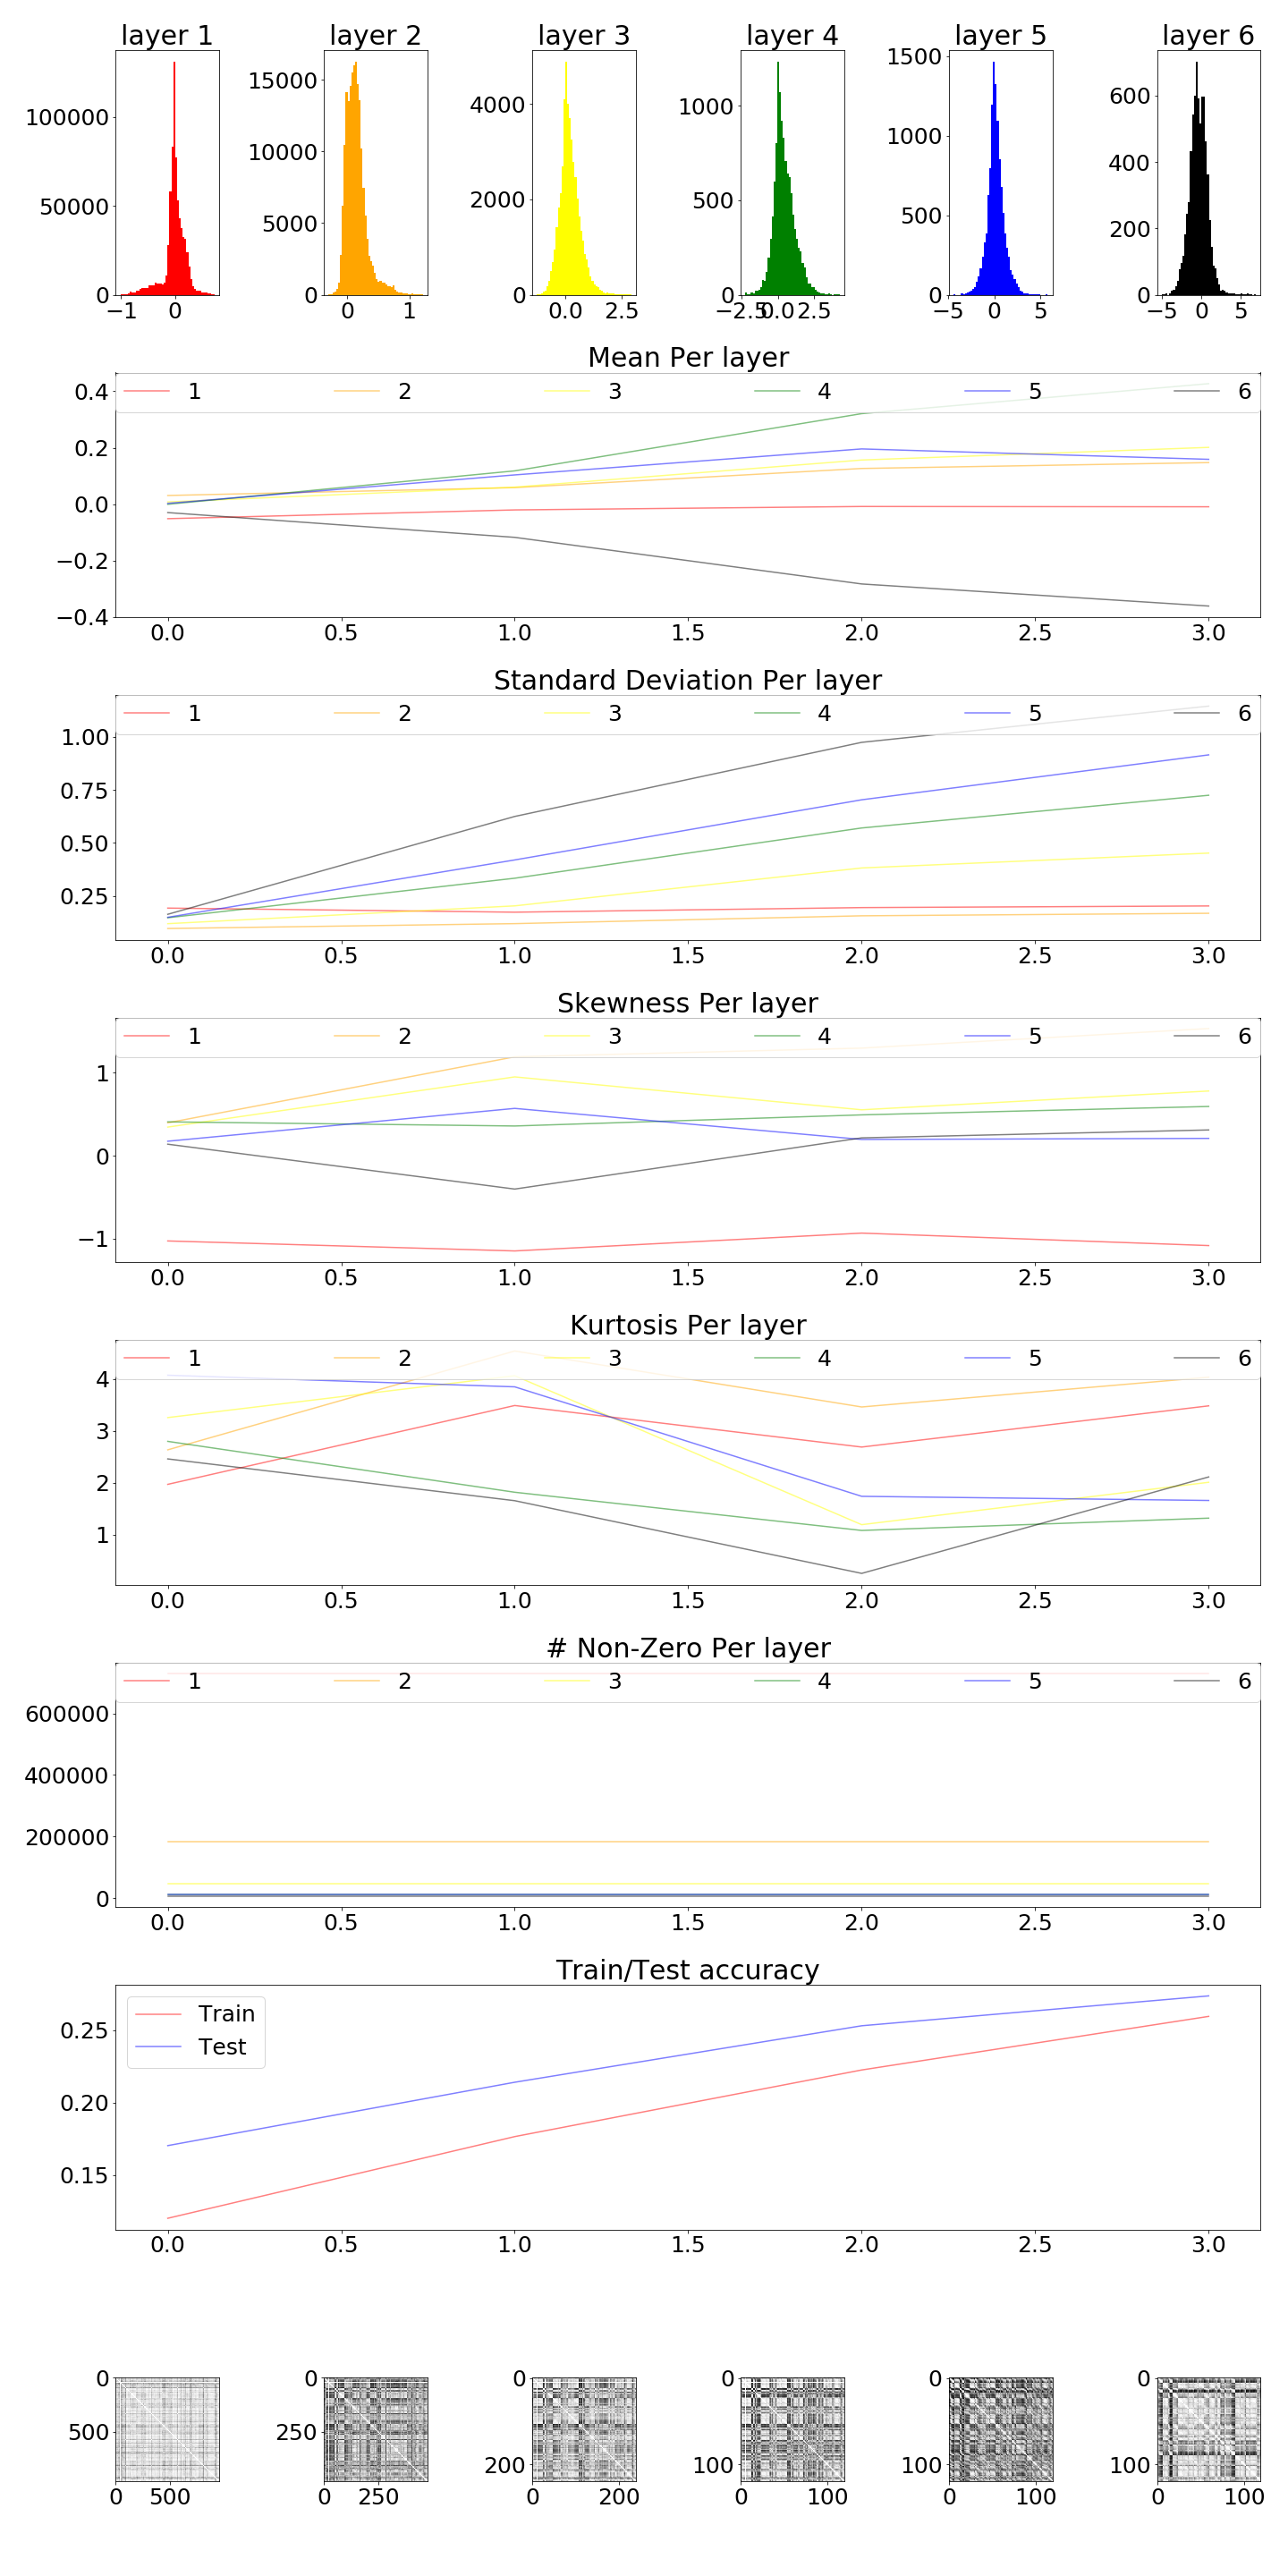 layer 1 layer 2 layer 3 layer 4 layer 5 layer 6
100000 50000 0 −1 0
15000 10000 5000 0 0 1
4000 2000 0 0.0 2.5
1000 500 0 −2.5 0.0 2.5
1500 1000 500 0 −5 0 5
600 400 200 0 −5 0 5
Mean Per layer
1 2 3 4 5 6
0.4
0.2
0.0
−0.2
−0.4
0.0 0.5 1.0 1.5 2.0 2.5 3.0
Standard Deviation Per layer
1 2 3 4 5 6
1.00
0.75
0.50
0.25
0.0 0.5 1.0 1.5 2.0 2.5 3.0
Skewness Per layer
1 2 3 4 5 6
1
0
−1
0.0 0.5 1.0 1.5 2.0 2.5 3.0
Kurtosis Per layer
1 2 3 4 5 6
4
3
2
1
0.0 0.5 1.0 1.5 2.0 2.5 3.0
# Non-Zero Per layer
1 2 3 4 5 6
600000
400000
200000
0
0.0 0.5 1.0 1.5 2.0 2.5 3.0
Train/Test accuracy
Train
Test
0.25
0.20
0.15
0.0 0.5 1.0 1.5 2.0 2.5 3.0
0 500 0 500
0 250 0 250
0 200 0 200
0 100 0 100
0 100 0 100
0 100 0 100